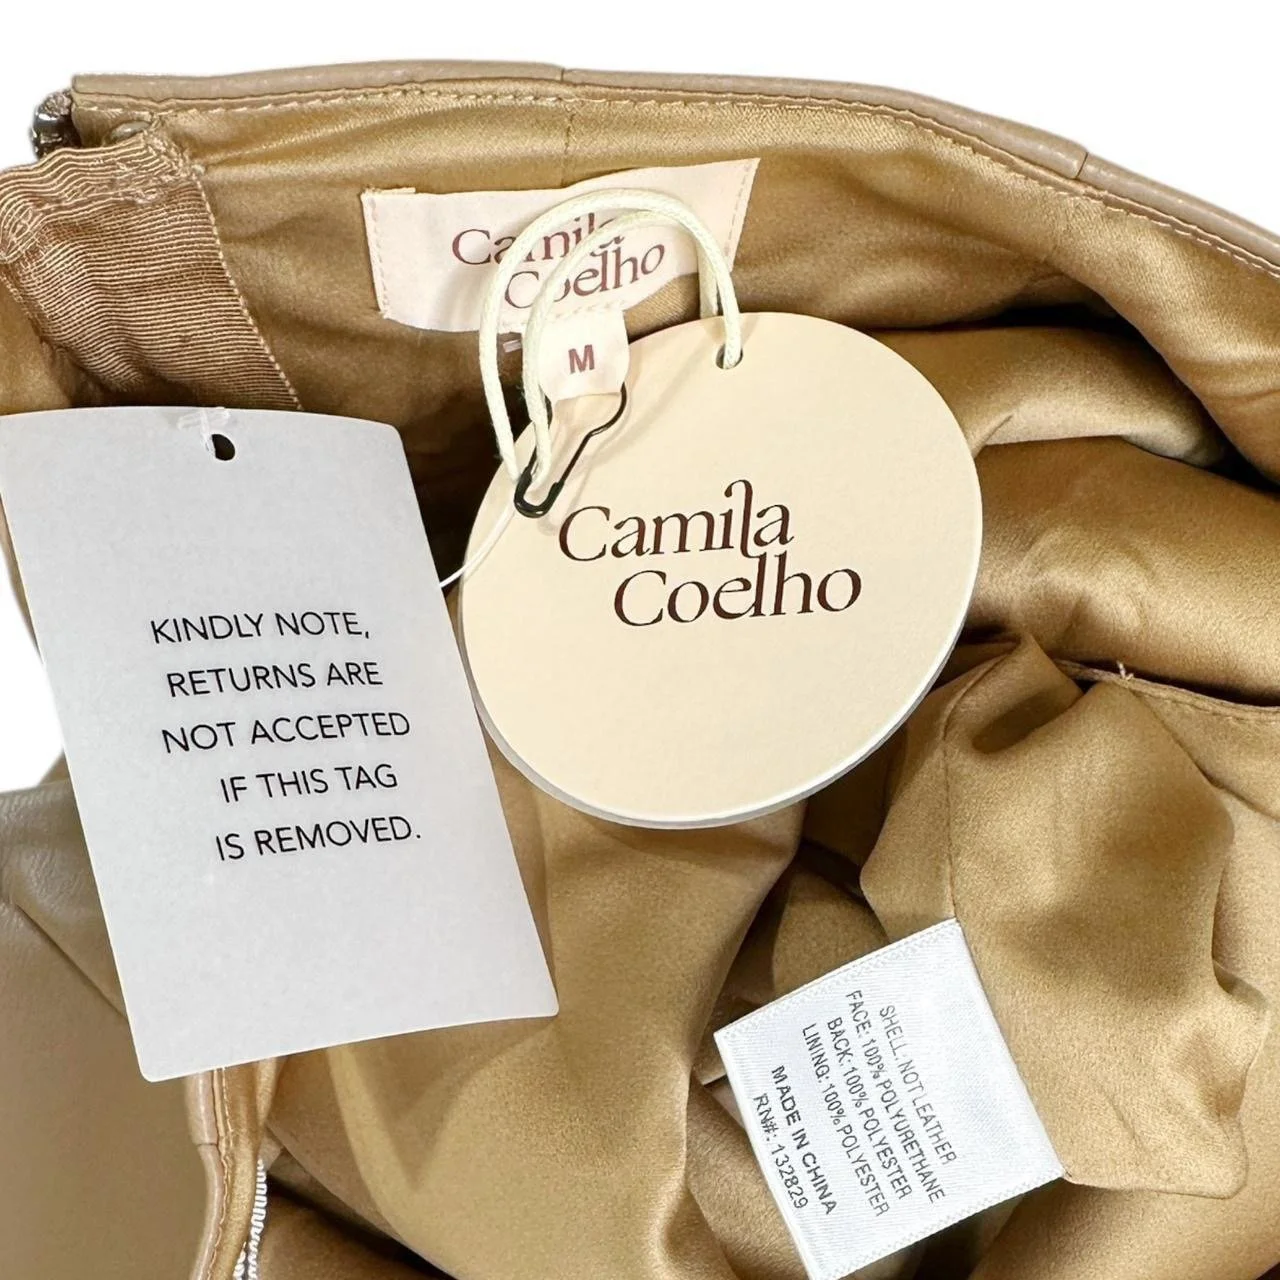 Camila
Coelho
M
Camila
Coelho
KINDLY NOTE,
RETURNS ARE
NOT ACCEPTED
IF THIS TAG
IS REMOVED.
SHELL: NOT LEATHER
FACE: 100% POLYURETHANE
BACK: 100% POLYESTER
LINING: 100% POLYESTER
MADE IN CHINA
RN#: 132829